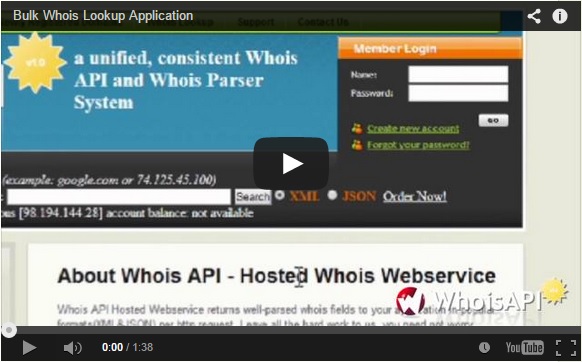 Bulk Whois Lookup Application
Support
Contact Us
v1.0
a unified, consistent Whois
API and Whois Parser
System
Member Login
Name:
Password:
GO
Create new account
Forgot your password?
(example: google.com or 74.125.45.100)
Search XML JSON Order Now!
[98.194.144.28] account balance: not available
About Whois API - Hosted Whois Webservice
Whois API Hosted Webservice returns well-parsed whois fields to your application in popular
formats(XML & JSON) per http request. Leave all the hard work to us, you need not worry
WhoisAPI
0:00 / 1:38
YouTube